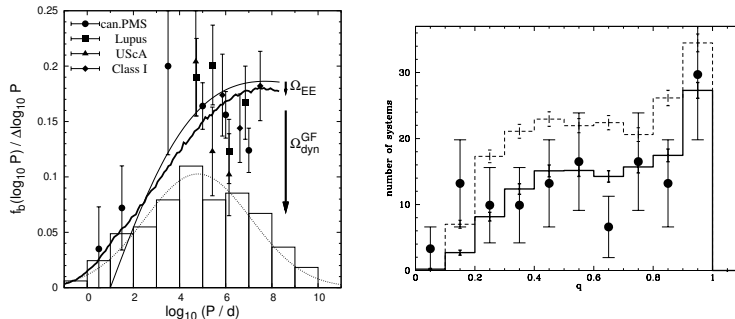 0.25
0.2
0.15
0.1
0.05
0
0 2 4 6 8 10
f_b(log₁₀ P) / Δlog₁₀ P
log₁₀ (P / d)
can.PMS
Lupus
UScA
Class I
Ω_EE
Ω_dyn^GF
30
20
10
0
0 0.2 0.4 0.6 0.8 1
number of systems
q